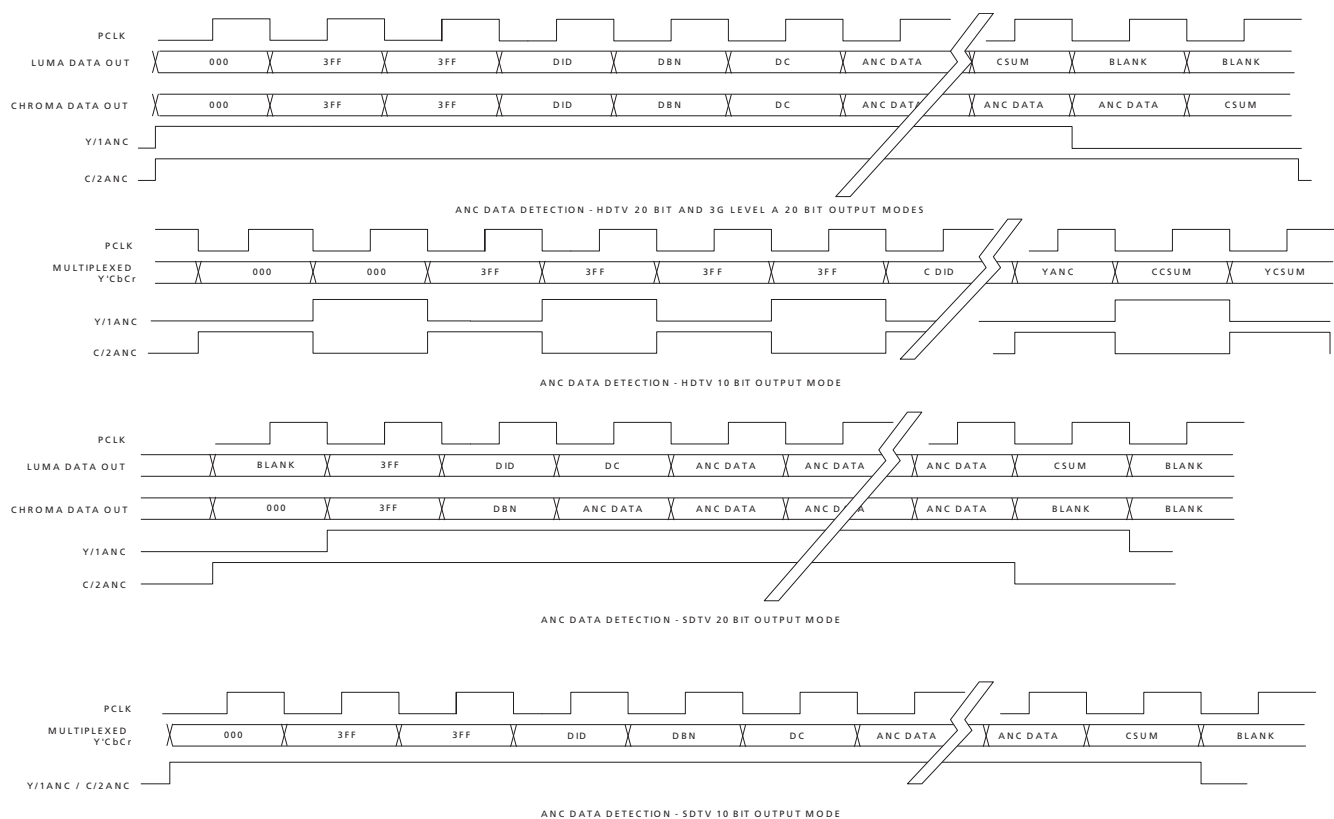 PCLK
LUMA DATA OUT 000 3FF 3FF DID DBN DC ANC DATA CSUM BLANK BLANK
CHROMA DATA OUT 000 3FF 3FF DID DBN DC ANC DATA ANC DATA ANC DATA CSUM
Y/1ANC
C/2ANC
ANC DATA DETECTION - HDTV 20 BIT AND 3G LEVEL A 20 BIT OUTPUT MODES
PCLK
MULTIPLEXED
Y'CbCr 000 000 3FF 3FF 3FF 3FF C DID YANC CCSUM YCSUM
Y/1ANC
C/2ANC
ANC DATA DETECTION - HDTV 10 BIT OUTPUT MODE
PCLK
LUMA DATA OUT BLANK 3FF DID DC ANC DATA ANC DATA ANC DATA CSUM BLANK
CHROMA DATA OUT 000 3FF DBN ANC DATA ANC DATA ANC DATA ANC DATA BLANK BLANK
Y/1ANC
C/2ANC
ANC DATA DETECTION - SDTV 20 BIT OUTPUT MODE
PCLK
MULTIPLEXED
Y'CbCr 000 3FF 3FF DID DBN DC ANC DATA ANC DATA CSUM BLANK
Y/1ANC / C/2ANC
ANC DATA DETECTION - SDTV 10 BIT OUTPUT MODE